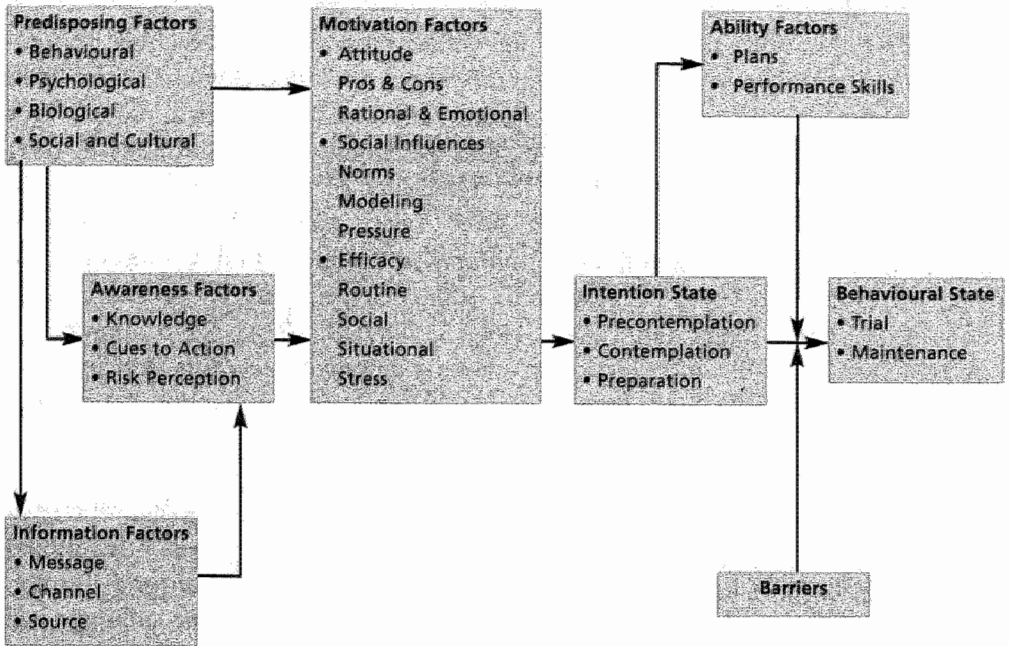 Predisposing Factors
• Behavioural
• Psychological
• Biological
• Social and Cultural
Motivation Factors
• Attitude
Pros & Cons
Rational & Emotional
• Social Influences
Norms
Modeling
Pressure
• Efficacy
Routine
Social
Situational
Stress
Ability Factors
• Plans
• Performance Skills
Awareness Factors
• Knowledge
• Cues to Action
• Risk Perception
Intention State
• Precontemplation
• Contemplation
• Preparation
Behavioural State
• Trial
• Maintenance
Information Factors
• Message
• Channel
• Source
Barriers